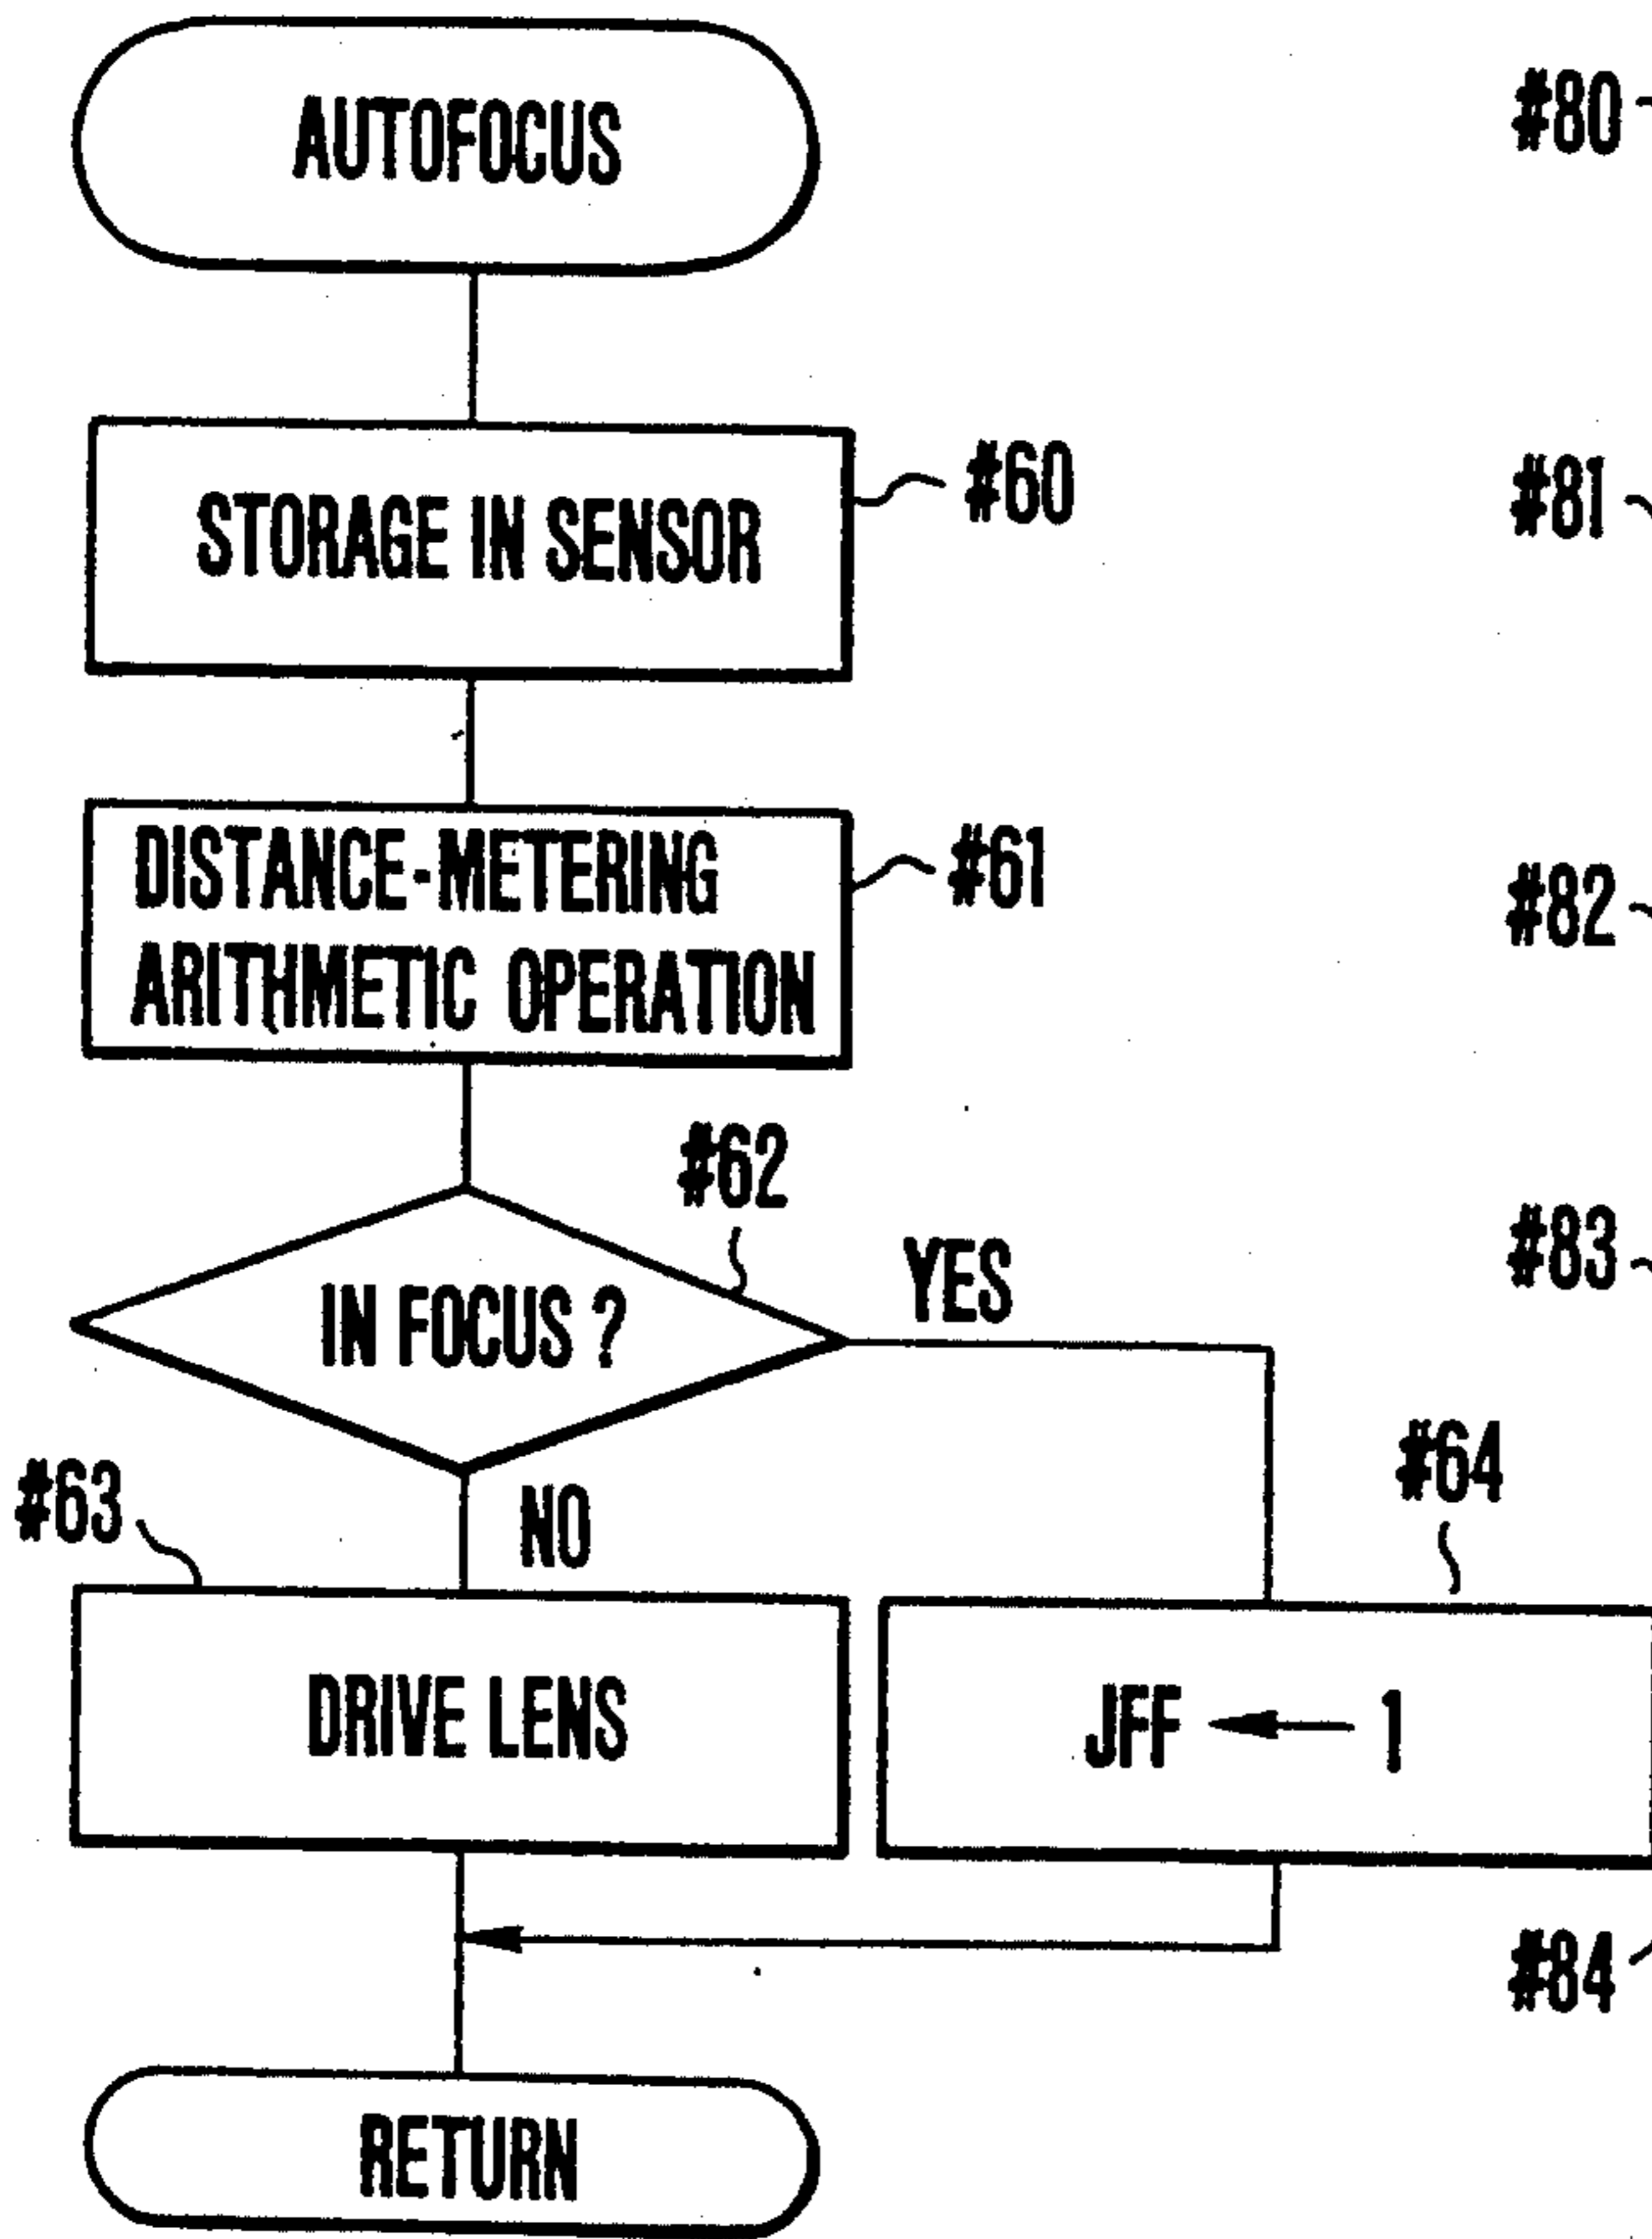 AUTOFOCUS
STORAGE IN SENSOR
#60
DISTANCE-METERING
ARITHMETIC OPERATION
#61
#62
IN FOCUS ?
YES
NO
#63
DRIVE LENS
#64
JFF ← 1
RETURN
#80
#81
#82
#83
#84